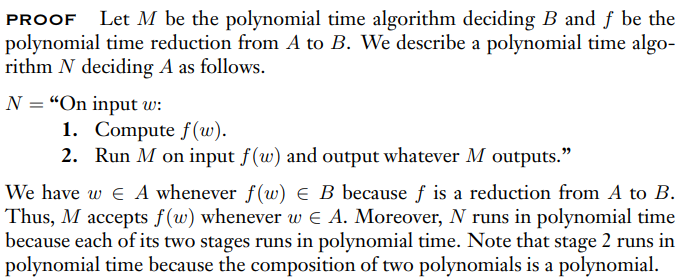 PROOF Let M be the polynomial time algorithm deciding B and f be the
polynomial time reduction from A to B. We describe a polynomial time algo-
rithm N deciding A as follows.
N = “On input w:
1. Compute f(w).
2. Run M on input f(w) and output whatever M outputs.”
We have w ∈ A whenever f(w) ∈ B because f is a reduction from A to B.
Thus, M accepts f(w) whenever w ∈ A. Moreover, N runs in polynomial time
because each of its two stages runs in polynomial time. Note that stage 2 runs in
polynomial time because the composition of two polynomials is a polynomial.